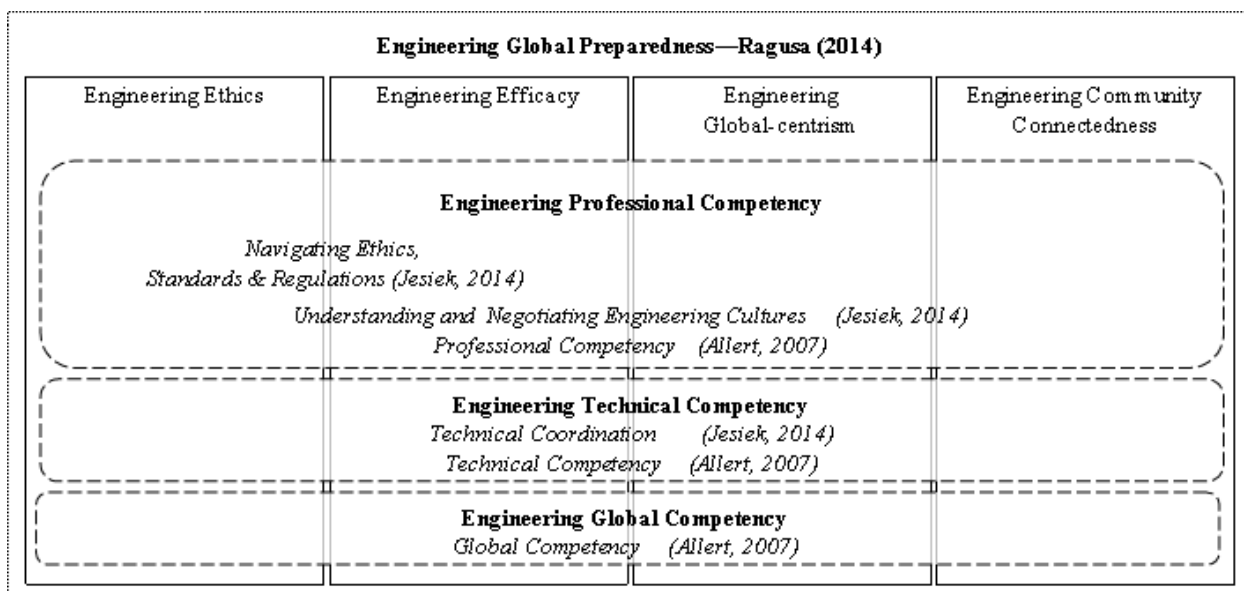 Engineering Global Preparedness—Ragusa (2014)
Engineering Ethics
Engineering Efficacy
Engineering
Global-centrism
Engineering Community
Connectedness
Engineering Professional Competency
Navigating Ethics,
Standards & Regulations (Jesiek, 2014)
Understanding and Negotiating Engineering Cultures (Jesiek, 2014)
Professional Competency (Allert, 2007)
Engineering Technical Competency
Technical Coordination (Jesiek, 2014)
Technical Competency (Allert, 2007)
Engineering Global Competency
Global Competency (Allert, 2007)